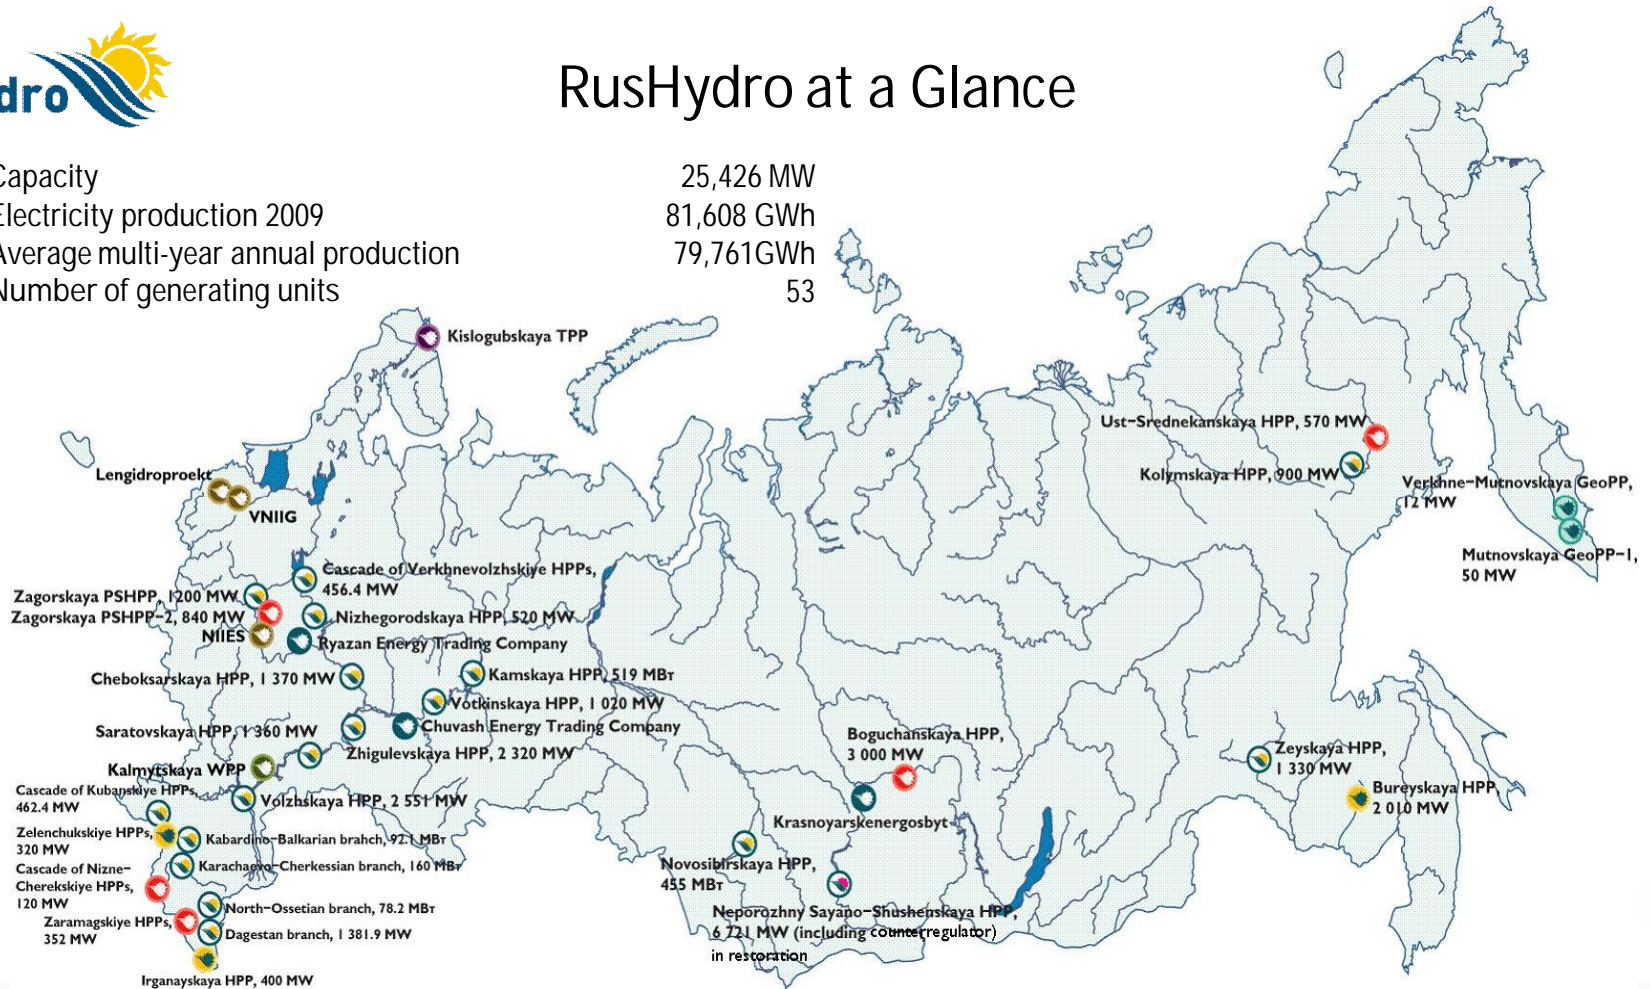 dro
RusHydro at a Glance
Capacity 25,426 MW
Electricity production 2009 81,608 GWh
Average multi-year annual production 79,761GWh
Number of generating units 53
Kislogubskaya TPP
Lengidroproekt
VNIIG
Ust-Srednekanskaya HPP, 570 MW
Kolymskaya HPP, 900 MW
Verkhne-Mutnovskaya GeoPP,
12 MW
Mutnovskaya GeoPP-1,
50 MW
Cascade of Verkhnevolzhskiye HPPs,
456.4 MW
Zagorskaya PSHPP, 1200 MW
Zagorskaya PSHPP-2, 840 MW
NIIES
Nizhegorodskaya HPP, 520 MW
Ryazan Energy Trading Company
Cheboksarskaya HPP, 1 370 MW
Kamskaya HPP, 519 МВт
Votkinskaya HPP, 1 020 MW
Saratovskaya HPP, 1 360 MW
Chuvash Energy Trading Company
Zhigulevskaya HPP, 2 320 MW
Kalmytskaya WPP
Volzhskaya HPP, 2 551 MW
Cascade of Kubanskiye HPPs,
462.4 MW
Zelenchukskiye HPPs,
320 MW
Kabardino-Balkarian brahch, 92.1 МВт
Cascade of Nizne-
Cherekskiye HPPs,
120 MW
Karachaevo-Cherkessian branch, 160 МВт
Zaramagskiye HPPs,
352 MW
North-Ossetian branch, 78.2 МВт
Dagestan branch, 1 381.9 MW
Irganayskaya HPP, 400 MW
Boguchanskaya HPP,
3 000 MW
Krasnoyarskenergosbyt
Novosibirskaya HPP,
455 МВт
Neporozhny Sayano-Shushenskaya HPP,
6 721 MW (including counterregulator)
in restoration
Zeyskaya HPP,
1 330 MW
Bureyskaya HPP
2 010 MW